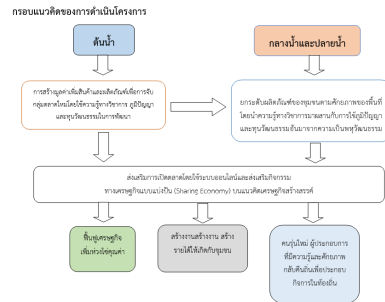 กรอบแนวคิดของการดำเนินโครงการ
ต้นน้ำ
กลางน้ำและปลายน้ำ
การสร้างมูลค่าเพิ่มสินค้าและผลิตภัณฑ์เพื่อการจับ
กลุ่มตลาดใหม่โดยใช้ความรู้ทางวิชาการ ภูมิปัญญา
และทุนวัฒนธรรมในการพัฒนา
ยกระดับผลิตภัณฑ์ของชุมชนตามศักยภาพของพื้นที่
โดยนำความรู้ทางวิชาการมาผสานกับการใช้ภูมิปัญญา
และทุนวัฒนธรรมอันมาจากความเป็นพหุวัฒนธรรม
ส่งเสริมการเปิดตลาดโดยใช้ระบบออนไลน์และส่งเสริมกิจกรรม
ทางเศรษฐกิจแบบแบ่งปัน (Sharing Economy) บนแนวคิดเศรษฐกิจสร้างสรรค์
ฟื้นฟูเศรษฐกิจ
เพิ่มห่วงโซ่คุณค่า
สร้างงานสร้างงาน สร้าง
รายได้ให้เกิดกับชุมชน
คนรุ่นใหม่ ผู้ประกอบการ
ที่มีความรู้และศักยภาพ
กลับคืนถิ่นเพื่อประกอบ
กิจการในท้องถิ่น